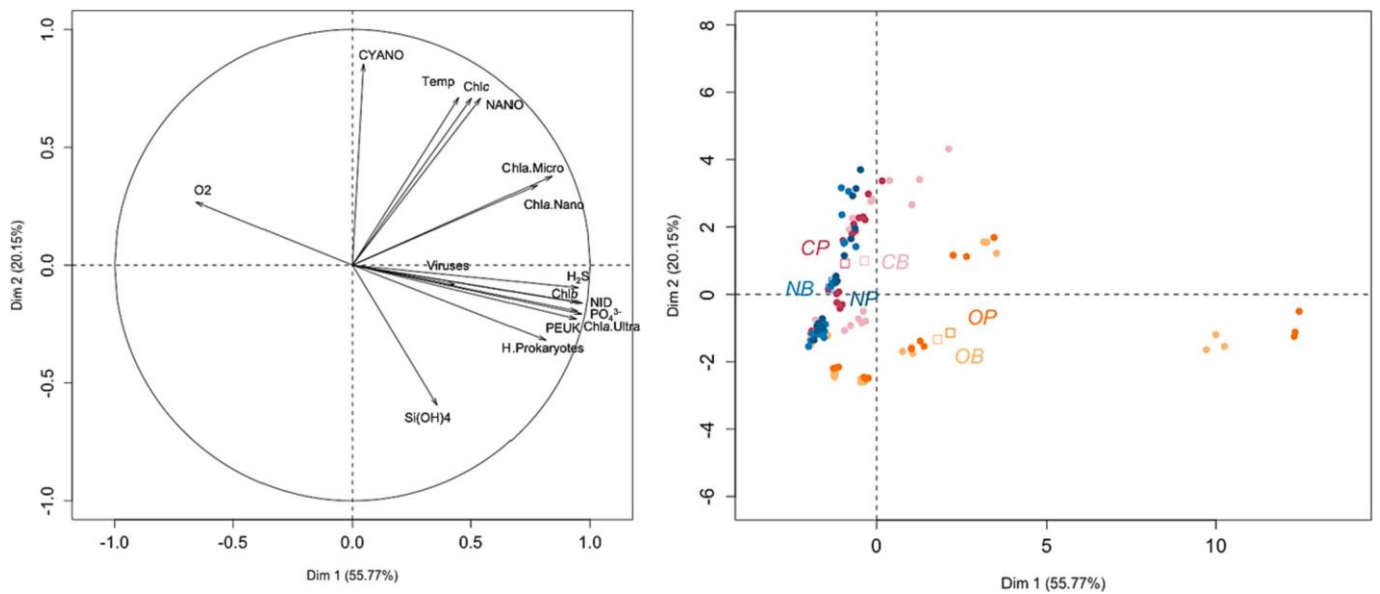 CYANO
Temp
Chlc
NANO
Chla.Micro
Chla.Nano
O2
Viruses
H₂S
Chlb
NID
PO₄³⁻
PEUK
Chla.Ultra
H.Prokaryotes
Si(OH)4
1.0
0.5
0.0
-0.5
-1.0
Dim 2 (20.15%)
-1.0 -0.5 0.0 0.5 1.0
Dim 1 (55.77%)
8
6
4
2
0
-2
-4
-6
Dim 2 (20.15%)
CP
CB
NB
NP
OP
OB
0 5 10
Dim 1 (55.77%)